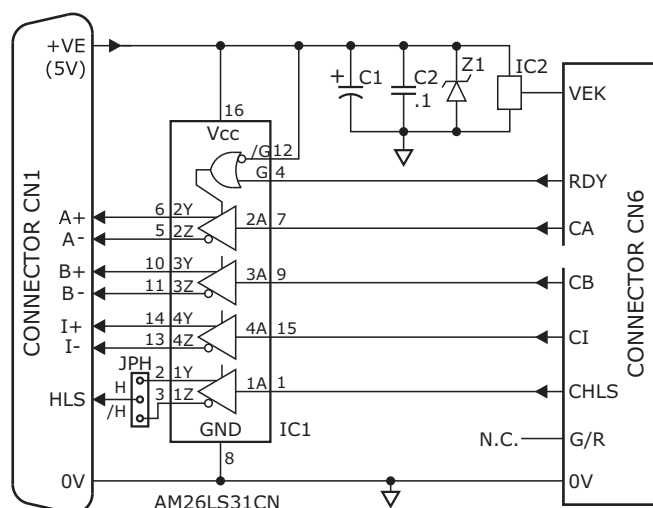 +VE
(5V)
CONNECTOR CN1
A+
A-
B+
B-
I+
I-
HLS
0V
JPH
H
/H
16
Vcc
/G 12
G 4
6 2Y
5 2Z
2A 7
10 3Y
11 3Z
3A 9
14 4Y
13 4Z
4A 15
2 1Y
3 1Z
1A 1
GND
8
IC1
AM26LS31CN
+
C1
C2
.1
Z1
IC2
VEK
RDY
CA
CB
CI
CHLS
N.C.
G/R
0V
CONNECTOR CN6